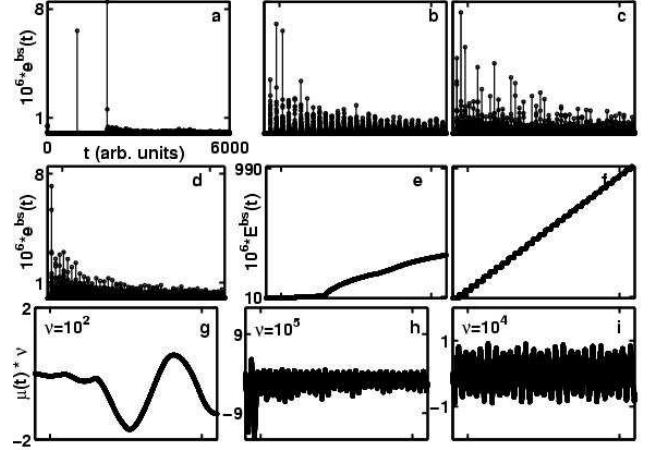 8
1
10^6*e^bs(t)
a
0
t (arb. units)
6000
b
c
8
1
10^6*e^bs(t)
d
990
10
10^6*E^bs(t)
e
f
2
-2
μ(t) * ν
ν=10^2
g
9
-9
ν=10^5
h
1
-1
ν=10^4
i